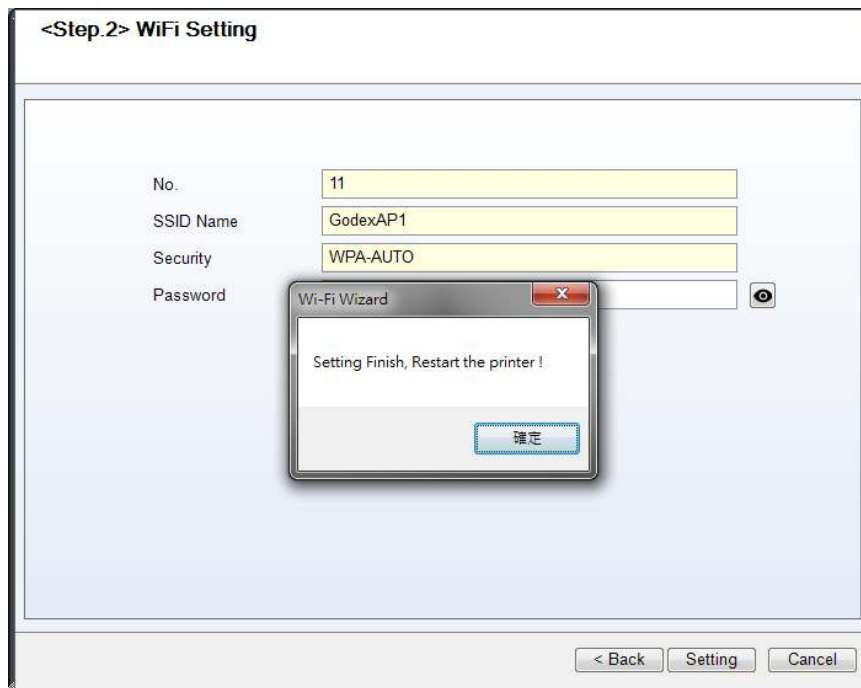 <Step.2> WiFi Setting
No. 11
SSID Name GodexAP1
Security WPA-AUTO
Password
Wi-Fi Wizard
Setting Finish, Restart the printer !
確定
< Back Setting Cancel